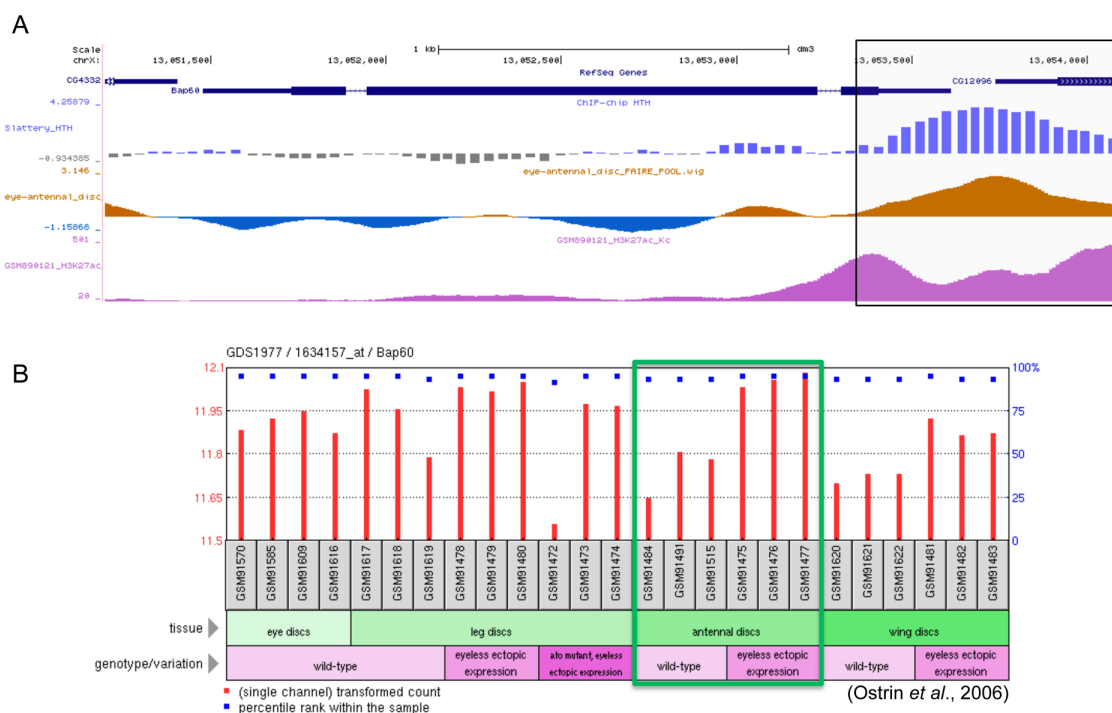 A
Scale
1 kb
dm3
chrX:
13,051,500
13,052,000
13,052,500
13,053,000
13,053,500
13,054,000
RefSeq Genes
CG4332
CG12096
Bap60
4.25879 _
ChIP-chip HTH
Slattery_HTH
-0.934385 _
3.146 _
eye-antennal_disc_FAIRE_POOL.wig
eye-antennal_disc
-1.15868 _
501 _
GSM890121_H3K27ac_Kc
GSM890121_H3K27ac
20 _
B
GDS1977 / 1634157_at / Bap60
12.1
100%
11.95
75
11.8
50
11.65
25
11.5
0
GSM91570
GSM91585
GSM91609
GSM91616
GSM91617
GSM91618
GSM91619
GSM91478
GSM91479
GSM91480
GSM91472
GSM91473
GSM91474
GSM91484
GSM91491
GSM91515
GSM91475
GSM91476
GSM91477
GSM91620
GSM91621
GSM91622
GSM91481
GSM91482
GSM91483
tissue
eye discs
leg discs
antennal discs
wing discs
genotype/variation
wild-type
eyeless ectopic
expression
ato mutant, eyeless
ectopic expression
wild-type
eyeless ectopic
expression
wild-type
eyeless ectopic
expression
(single channel) transformed count
percentile rank within the sample
(Ostrin et al., 2006)